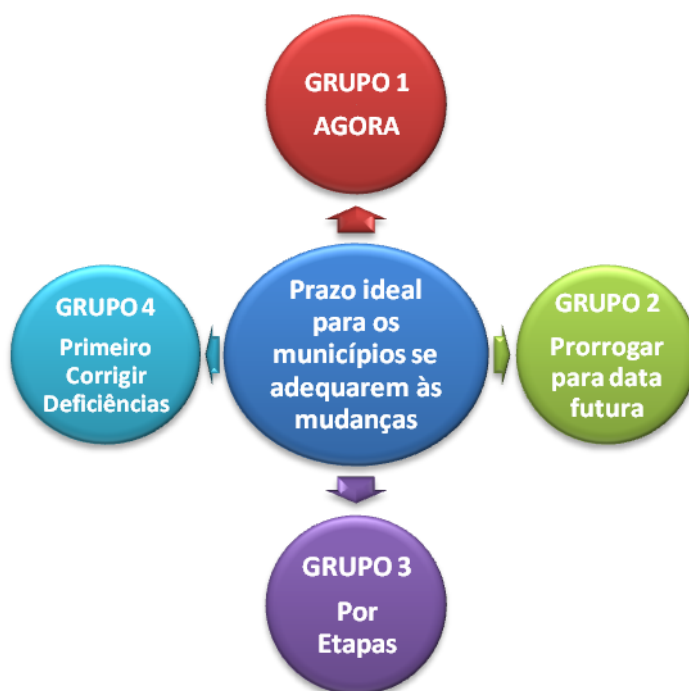 GRUPO 1
AGORA
GRUPO 4
Primeiro
Corrigir
Deficiências
Prazo ideal
para os
municípios se
adequarem às
mudanças
GRUPO 2
Prorrogar
para data
futura
GRUPO 3
Por
Etapas